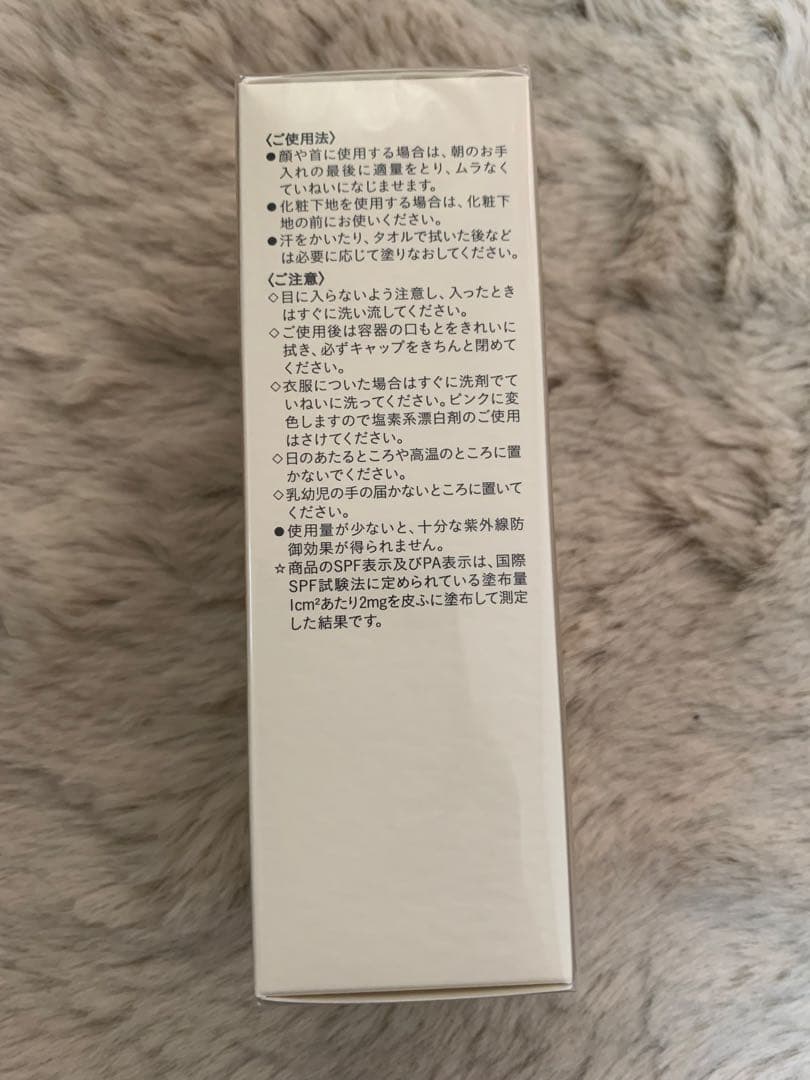 〈ご使用法〉
●顔や首に使用する場合は、朝のお手
入れの最後に適量をとり、ムラなく
ていねいになじませます。
●化粧下地を使用する場合は、化粧下
地の前にお使いください。
●汗をかいたり、タオルで拭いた後など
は必要に応じて塗りなおしてください。
〈ご注意〉
◇目に入らないよう注意し、入ったとき
はすぐに洗い流してください。
◇ご使用後は容器の口もとをきれいに
拭き、必ずキャップをきちんと閉めて
ください。
◇衣服についた場合はすぐに洗剤でて
いねいに洗ってください。ピンクに変
色しますので塩素系漂白剤のご使用
はさけてください。
◇日のあたるところや高温のところに置
かないでください。
◇乳幼児の手の届かないところに置いて
ください。
●使用量が少ないと、十分な紫外線防
御効果が得られません。
☆商品のSPF表示及びPA表示は、国際
SPF試験法に定められている塗布量
1cm²あたり2mgを皮ふに塗布して測定
した結果です。